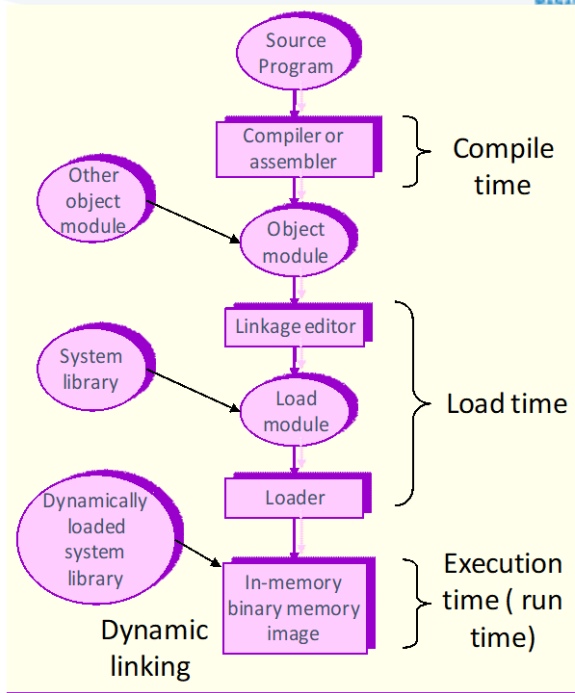 Source
Program
Compiler or
assembler
Compile
time
Other
object
module
Object
module
Linkage editor
System
library
Load
module
Load time
Loader
Dynamically
loaded
system
library
In-memory
binary memory
image
Execution
time ( run
time)
Dynamic
linking